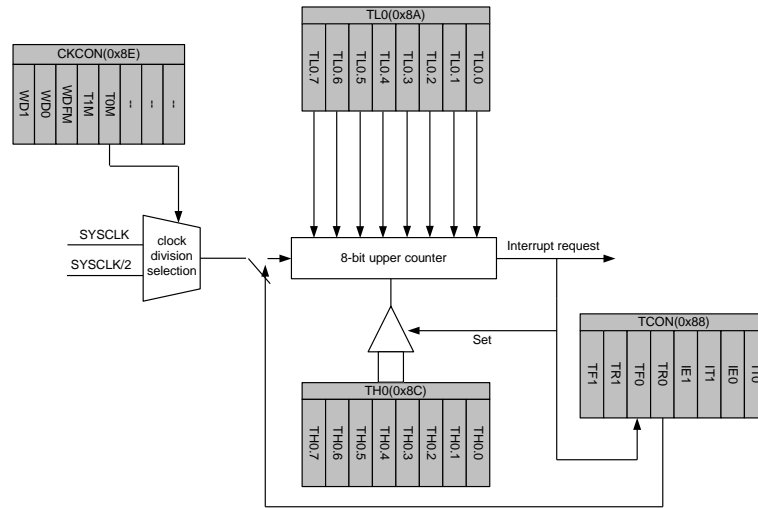 TL0(0x8A)
TL0.7
TL0.6
TL0.5
TL0.4
TL0.3
TL0.2
TL0.1
TL0.0
CKCON(0x8E)
WD1
WD0
WDFM
T1M
T0M
--
--
--
SYSCLK
SYSCLK/2
clock
division
selection
8-bit upper counter
Interrupt request
Set
TCON(0x88)
TF1
TR1
TF0
TR0
IE1
IT1
IE0
TH0(0x8C)
TH0.7
TH0.6
TH0.5
TH0.4
TH0.3
TH0.2
TH0.1
TH0.0